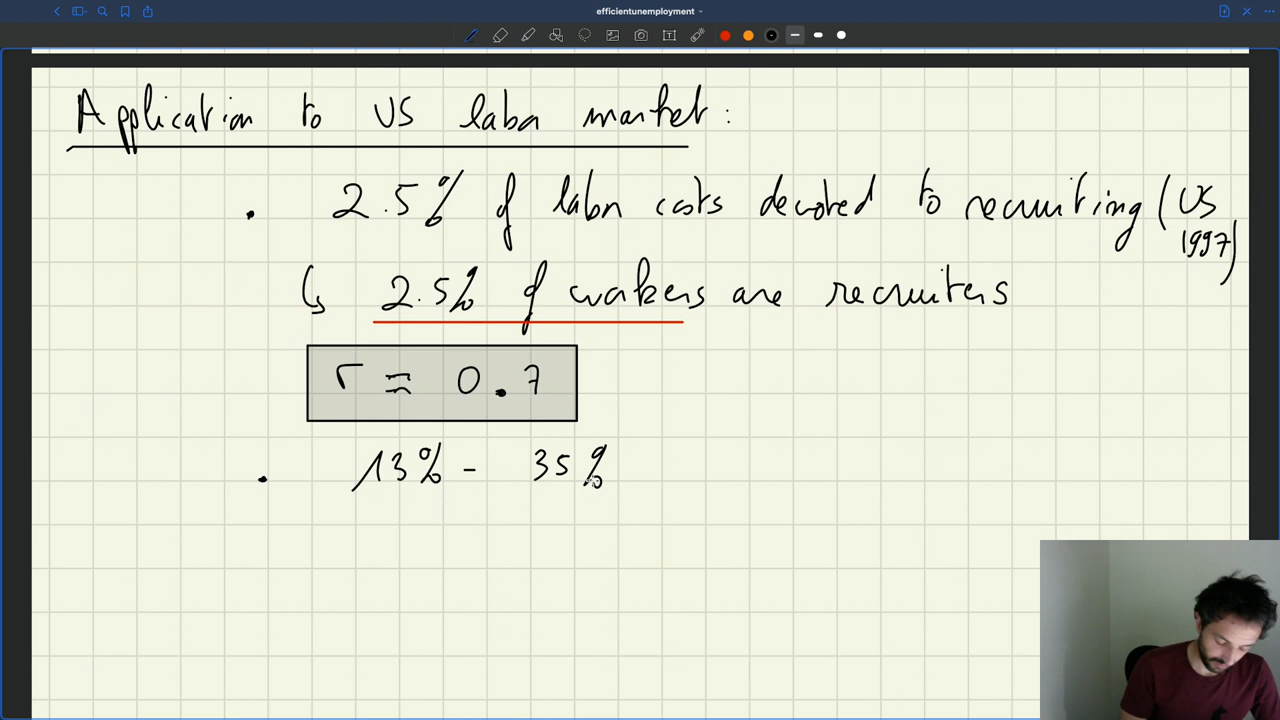 efficientunemployment
Application to US labor market:
. 2.5% of labor costs devoted to recruiting (US 1997)
↳ 2.5% of workers are recruiters
r ≈ 0.7
. 13% - 35%